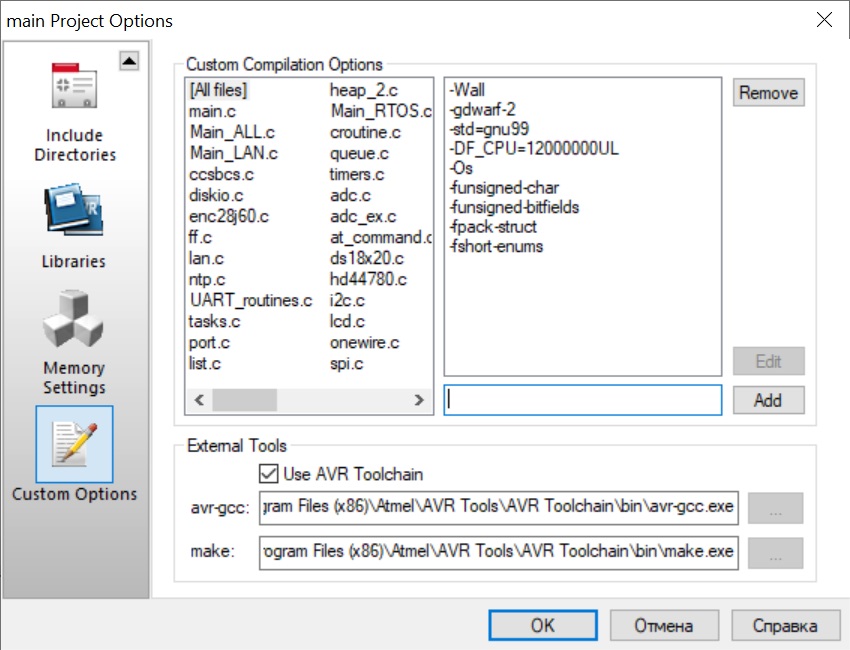 main Project Options
Include
Directories
Libraries
Memory
Settings
Custom Options
Custom Compilation Options
[All files]
main.c
Main_ALL.c
Main_LAN.c
ccsbcs.c
diskio.c
enc28j60.c
ff.c
lan.c
ntp.c
UART_routines.c
tasks.c
port.c
list.c
heap_2.c
Main_RTOS.c
croutine.c
queue.c
timers.c
adc.c
adc_ex.c
at_command.c
ds18x20.c
hd44780.c
i2c.c
lcd.c
onewire.c
spi.c
-Wall
-gdwarf-2
-std=gnu99
-DF_CPU=12000000UL
-Os
-funsigned-char
-funsigned-bitfields
-fpack-struct
-fshort-enums
Remove
Edit
Add
External Tools
Use AVR Toolchain
avr-gcc:
gram Files (x86)\Atmel\AVR Tools\AVR Toolchain\bin\avr-gcc.exe
...
make:
rogram Files (x86)\Atmel\AVR Tools\AVR Toolchain\bin\make.exe
...
OK
Отмена
Справка